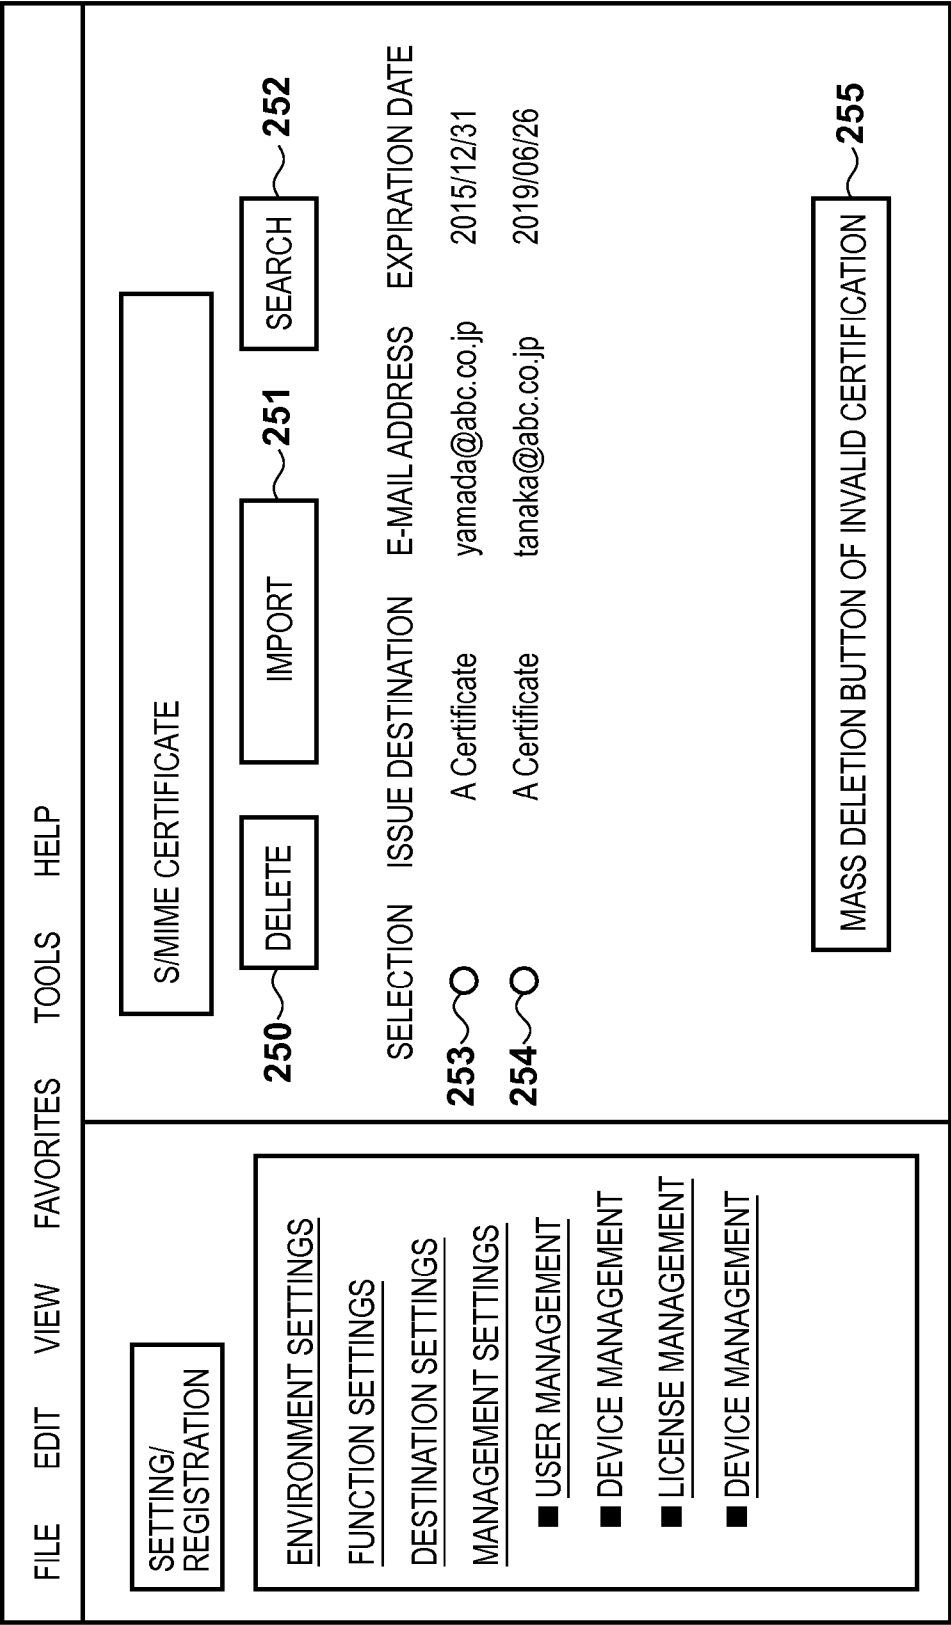 FILE EDIT VIEW FAVORITES TOOLS HELP
SETTING/
REGISTRATION
ENVIRONMENT SETTINGS
FUNCTION SETTINGS
DESTINATION SETTINGS
MANAGEMENT SETTINGS
■ USER MANAGEMENT
■ DEVICE MANAGEMENT
■ LICENSE MANAGEMENT
■ DEVICE MANAGEMENT
S/MIME CERTIFICATE
250 DELETE IMPORT 251 SEARCH 252
SELECTION ISSUE DESTINATION E-MAIL ADDRESS EXPIRATION DATE
253 A Certificate yamada@abc.co.jp 2015/12/31
254 A Certificate tanaka@abc.co.jp 2019/06/26
MASS DELETION BUTTON OF INVALID CERTIFICATION 255